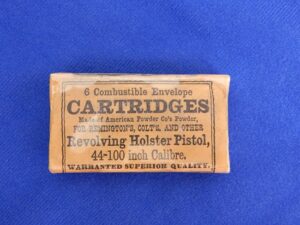 6 Combustible Envelope
CARTRIDGES
Made of American Powder Co's Powder,
FOR REMINGTON'S, COLT'S, AND OTHER
Revolving Holster Pistol,
44-100 inch Calibre.
WARRANTED SUPERIOR QUALITY.